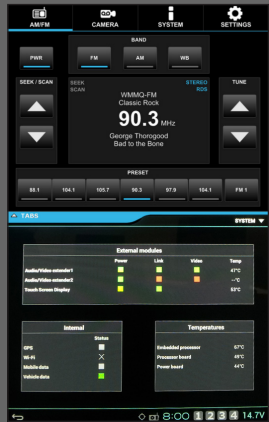 AM/FM CAMERA SYSTEM SETTINGS
BAND
PWR FM AM WB
SEEK / SCAN TUNE
SEEK STEREO
SCAN RDS
WMMQ-FM
Classic Rock
90.3 MHz
George Thorogood
Bad to the Bone
PRESET
88.1 104.1 105.7 90.3 97.9 104.1 FM 1
TABS
SYSTEM ▼
External modules
Power Link Video Temp
Audio/Video extender1 47°C
Audio/Video extender2 --°C
Touch Screen Display 53°C
Internal
Status
GPS
Wi-Fi
Mobile data
Vehicle data
Temperatures
Embedded processor 67°C
Processor board 49°C
Power board 44°C
8:00 1 2 3 4 14.7V